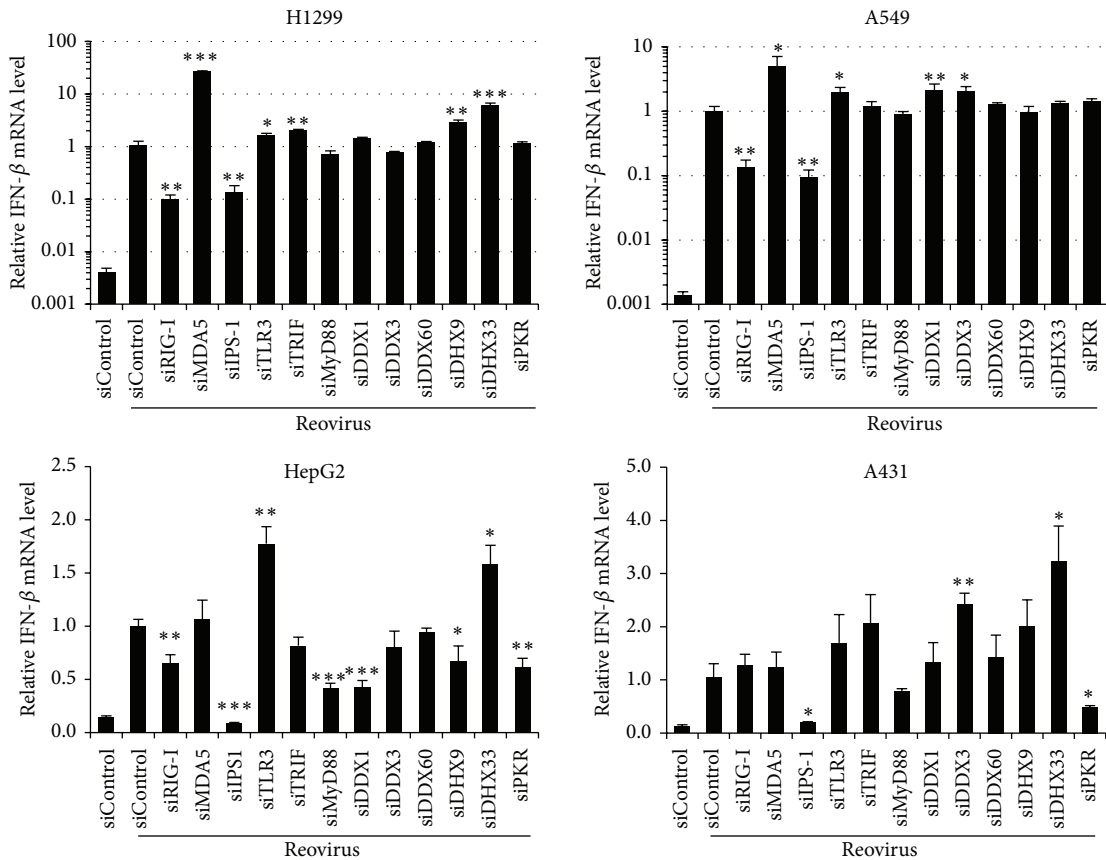 H1299
Relative IFN-β mRNA level
100
10
1
0.1
0.01
0.001
** *** ** * ** ** ***
siControl
siControl
siRIG-I
siMDA5
siIPS-1
siTLR3
siTRIF
siMyD88
siDDX1
siDDX3
siDDX60
siDHX9
siDHX33
siPKR
Reovirus
A549
Relative IFN-β mRNA level
10
1
0.1
0.01
0.001
** * ** * ** *
siControl
siControl
siRIG-I
siMDA5
siIPS-1
siTLR3
siTRIF
siMyD88
siDDX1
siDDX3
siDDX60
siDHX9
siDHX33
siPKR
Reovirus
HepG2
Relative IFN-β mRNA level
2.5
2.0
1.5
1.0
0.5
0.0
** *** ** *** *** * * **
siControl
siControl
siRIG-I
siMDA5
siIPS1
siTLR3
siTRIF
siMyD88
siDDX1
siDDX3
siDDX60
siDHX9
siDHX33
siPKR
Reovirus
A431
Relative IFN-β mRNA level
5.0
4.0
3.0
2.0
1.0
0.0
* ** * *
siControl
siControl
siRIG-I
siMDA5
siIPS-1
siTLR3
siTRIF
siMyD88
siDDX1
siDDX3
siDDX60
siDHX9
siDHX33
siPKR
Reovirus